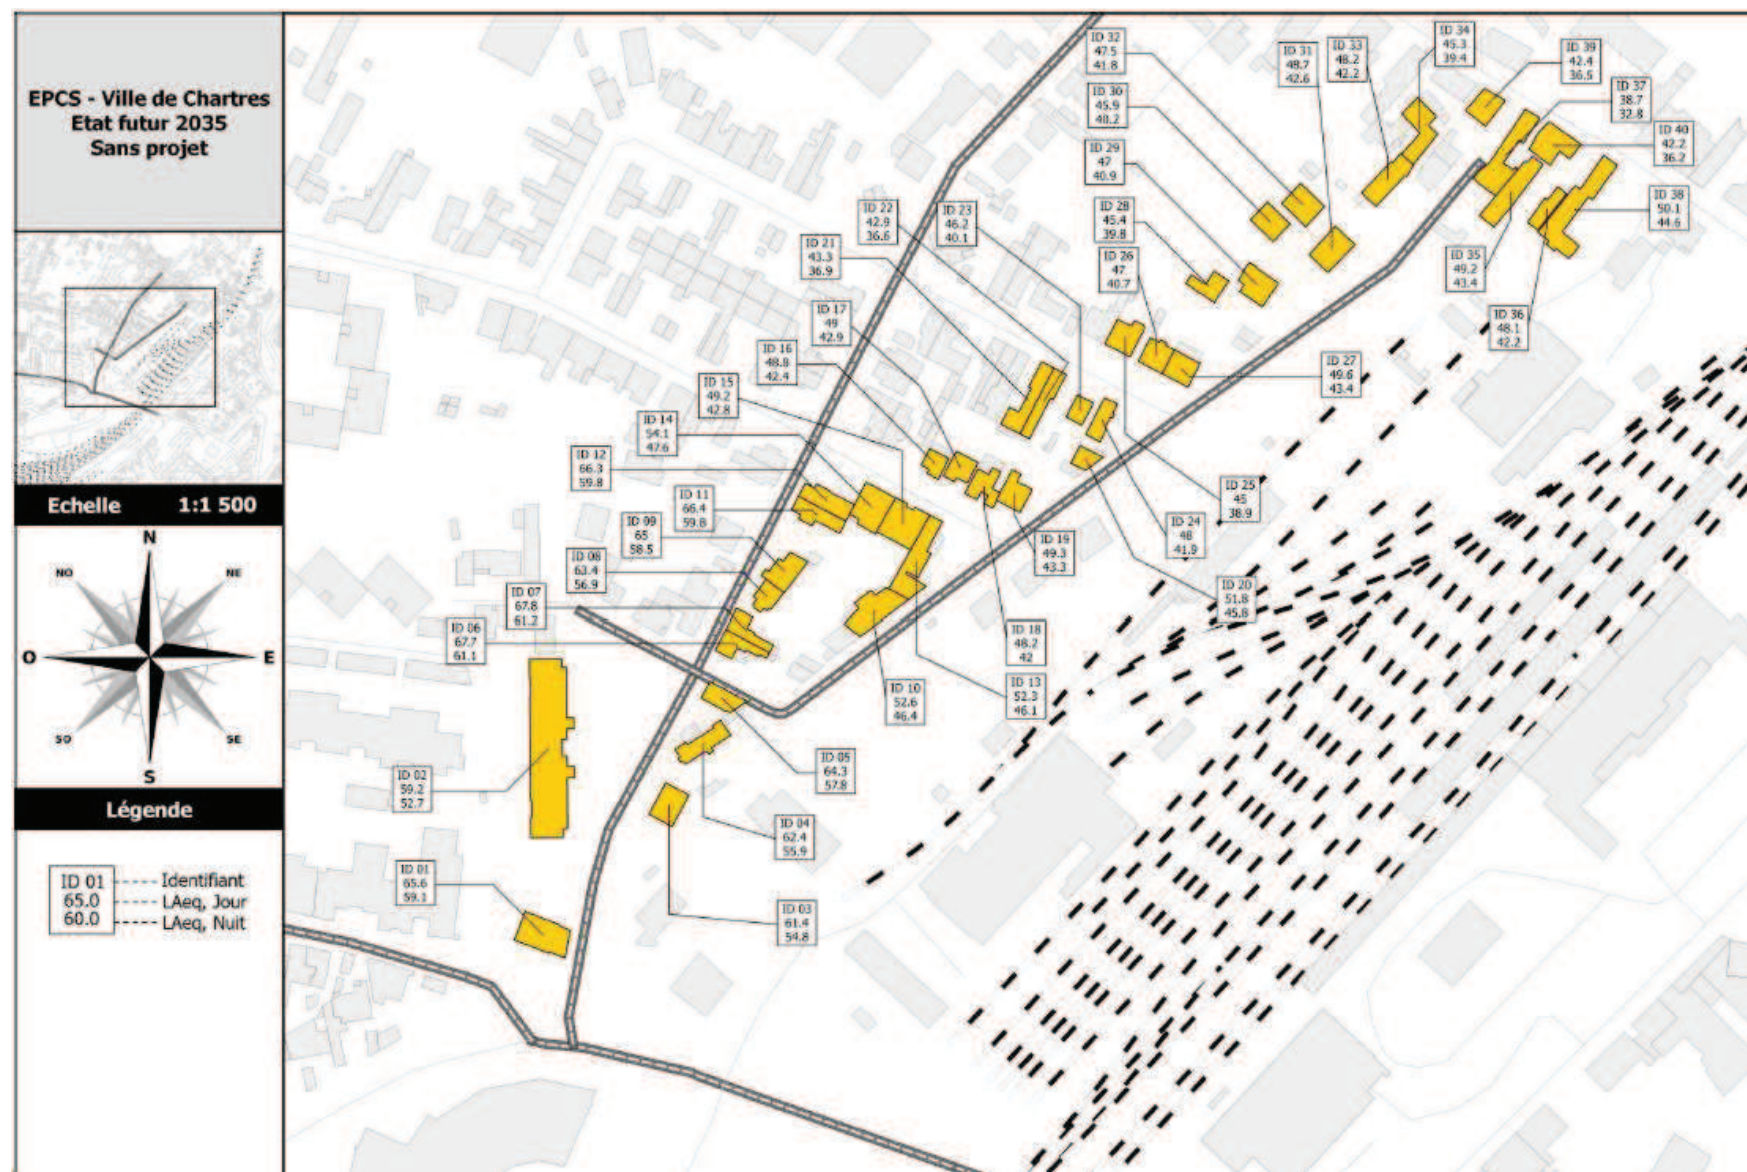 EPCS - Ville de Chartres
Etat futur 2035
Sans projet
Echelle 1:1 500
N
NO
NE
O
E
SO
SE
S
Légende
ID 01
65.0
60.0
Identifiant
LAeq, Jour
LAeq, Nuit
ID 32
47.5
41.8
ID 30
45.9
40.2
ID 29
47
40.9
ID 28
45.4
39.8
ID 26
47
40.7
ID 31
48.7
42.6
ID 33
48.2
42.2
ID 34
45.3
39.4
ID 39
42.4
36.5
ID 37
38.7
32.8
ID 40
42.2
36.2
ID 38
50.1
44.6
ID 35
49.2
43.4
ID 36
48.1
42.2
ID 27
49.6
43.4
ID 22
42.9
36.6
ID 23
46.2
40.1
ID 21
43.3
36.9
ID 17
49
42.9
ID 16
48.8
42.4
ID 15
49.2
42.8
ID 14
54.1
47.6
ID 12
66.3
59.8
ID 11
66.4
59.8
ID 09
65
58.5
ID 08
63.4
56.9
ID 07
67.8
61.2
ID 06
67.7
61.1
ID 25
45
38.9
ID 24
48
41.9
ID 19
49.3
43.3
ID 20
51.8
45.8
ID 18
48.2
42
ID 13
52.3
46.1
ID 10
52.6
46.4
ID 05
64.3
57.8
ID 02
59.2
52.7
ID 04
62.4
55.9
ID 01
65.6
59.1
ID 03
61.4
54.8